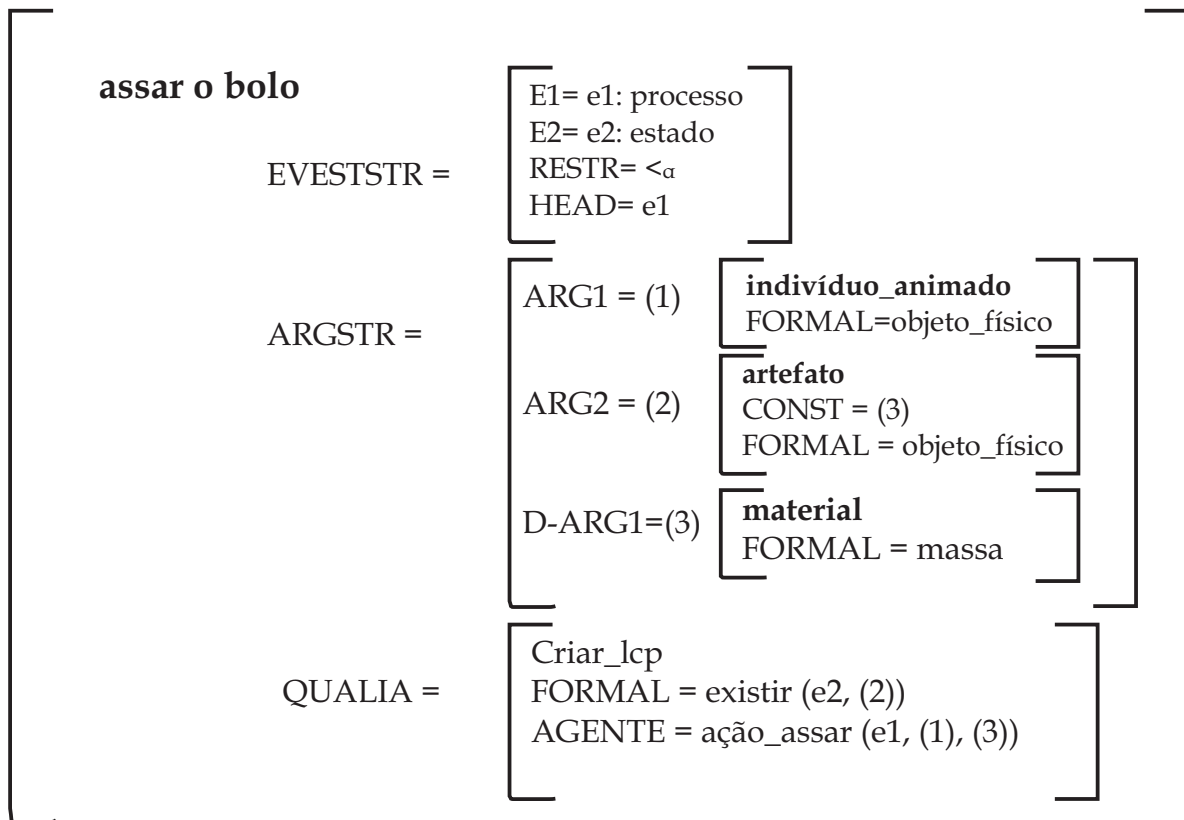 assar o bolo
EVESTSTR =
E1= e1: processo
E2= e2: estado
RESTR= <α
HEAD= e1
ARGSTR =
ARG1 = (1)
indivíduo_animado
FORMAL=objeto_físico
ARG2 = (2)
artefato
CONST = (3)
FORMAL = objeto_físico
D-ARG1=(3)
material
FORMAL = massa
QUALIA =
Criar_lcp
FORMAL = existir (e2, (2))
AGENTE = ação_assar (e1, (1), (3))